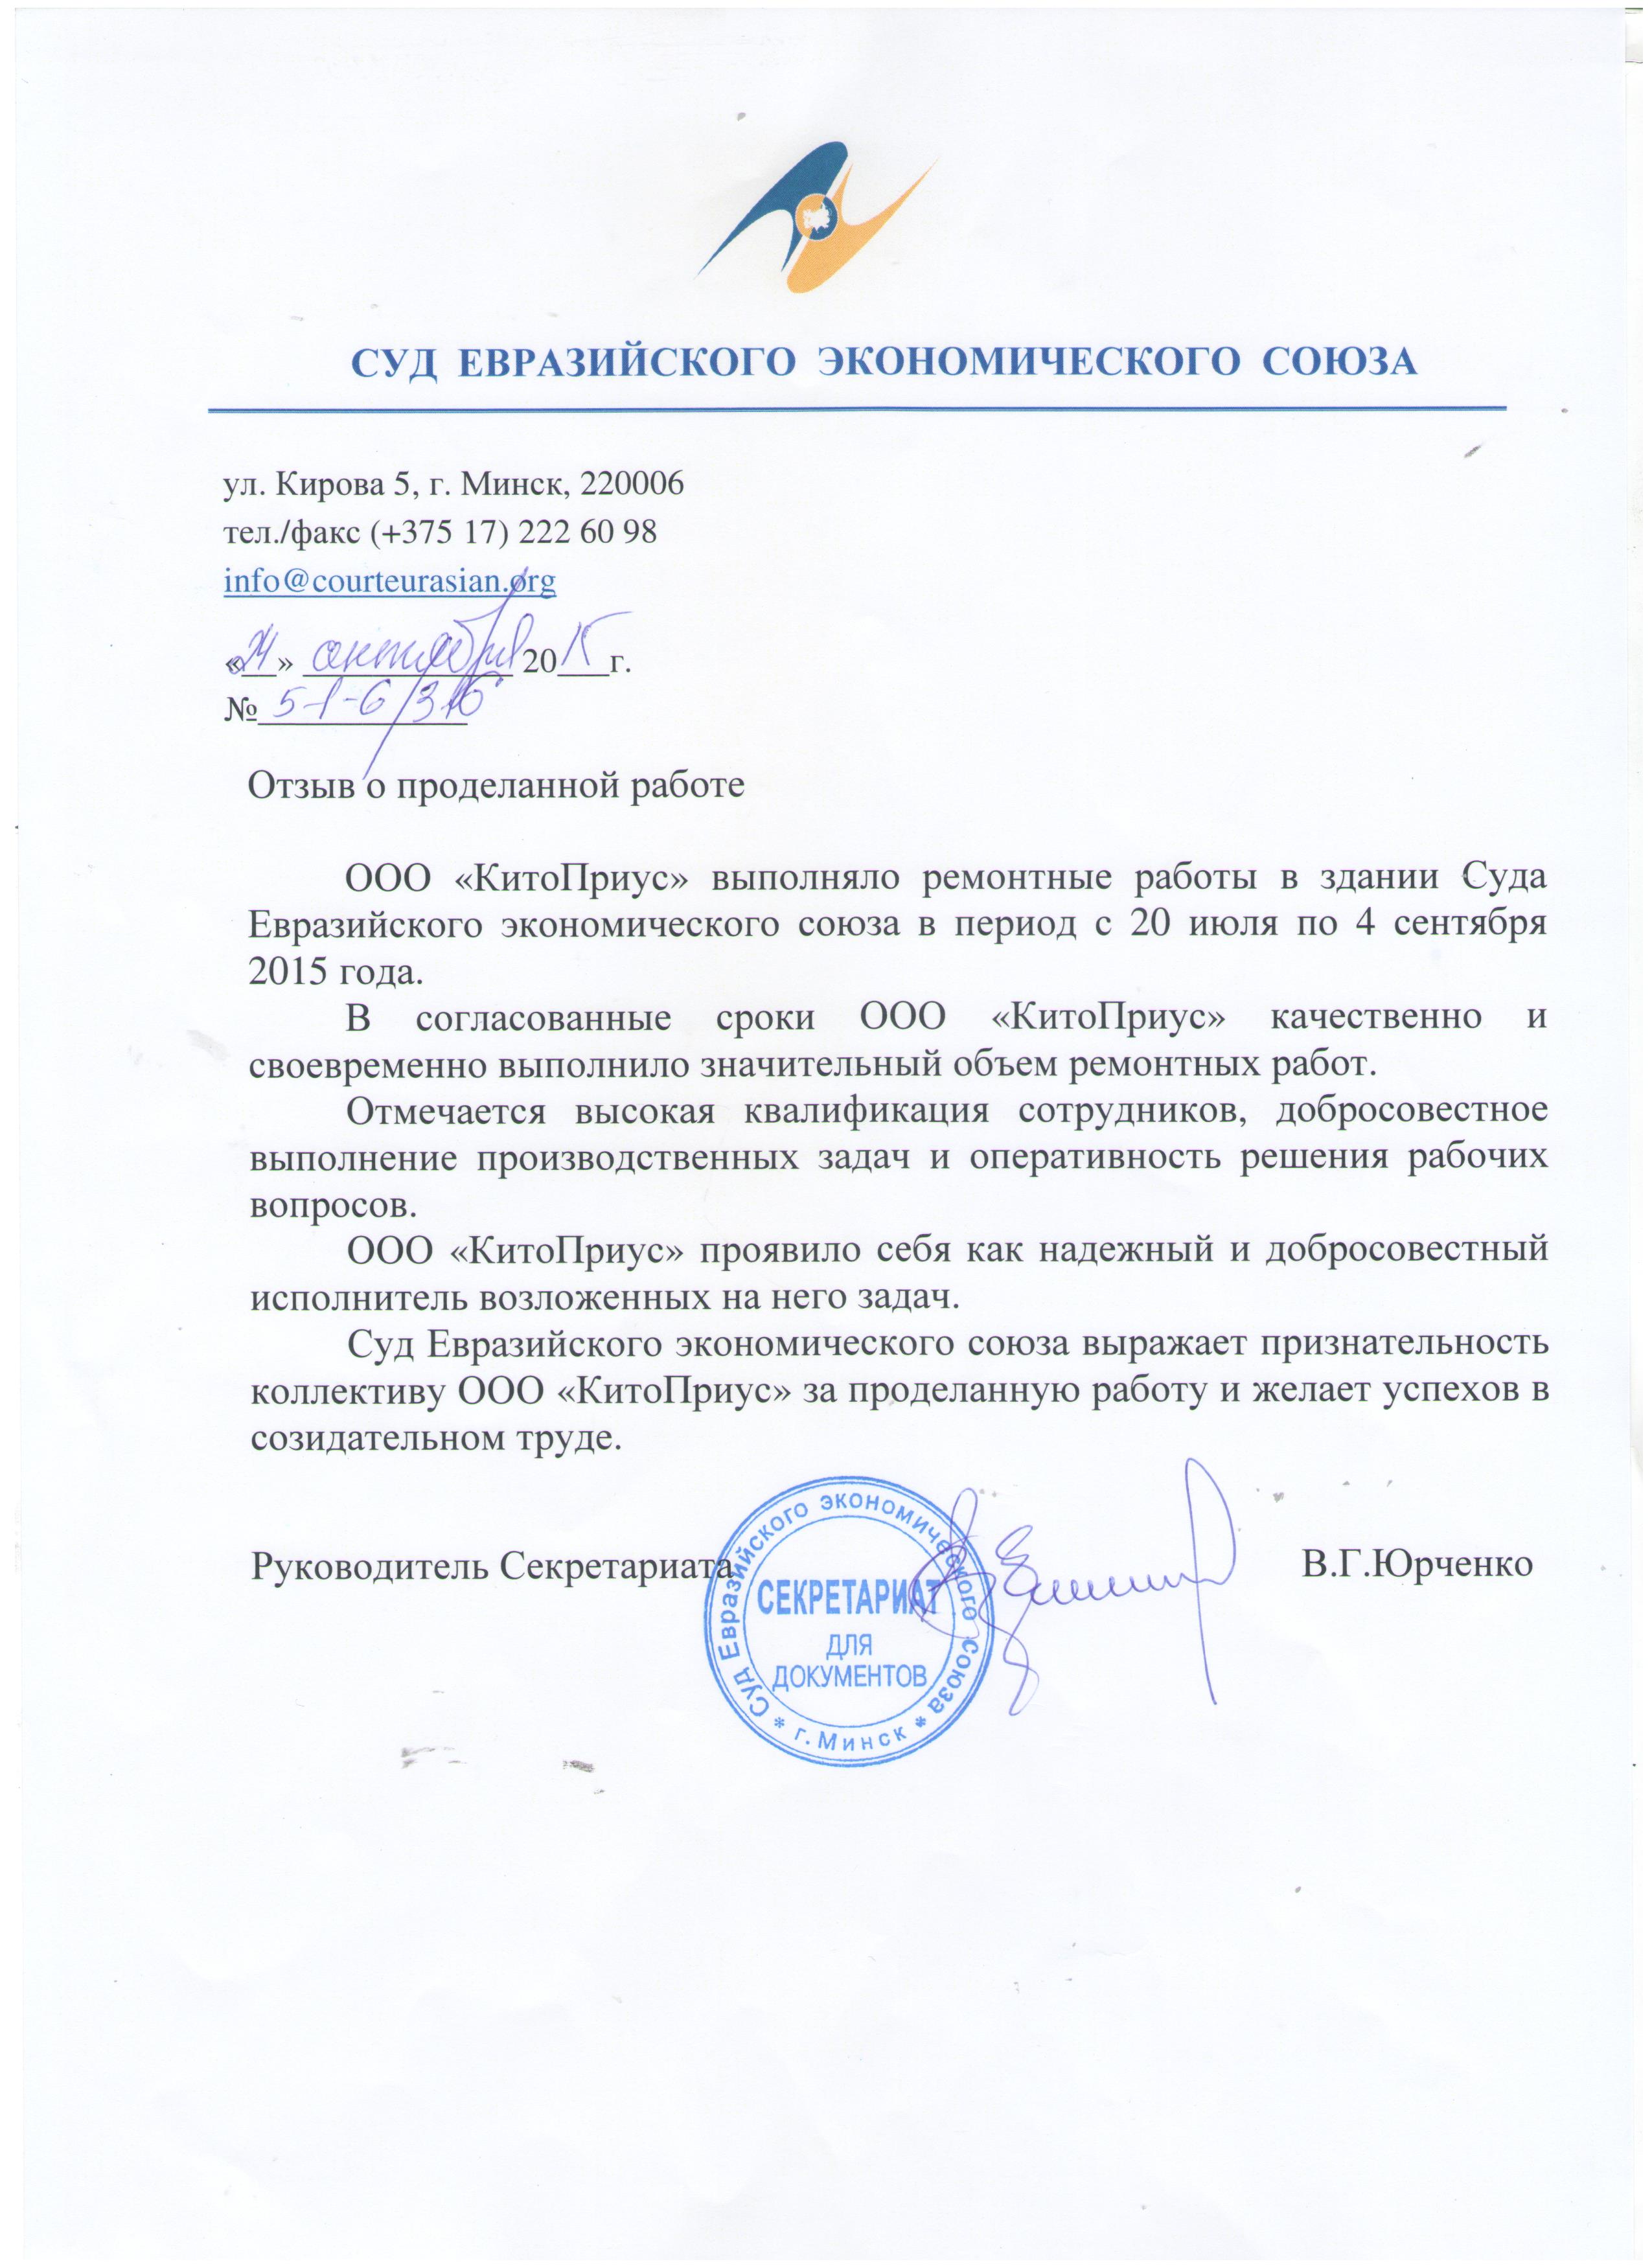 СУД ЕВРАЗИЙСКОГО ЭКОНОМИЧЕСКОГО СОЮЗА
ул. Кирова 5, г. Минск, 220006
тел./факс (+375 17) 222 60 98
info@courteurasian.org
« » 2015 г.
№ 5-1-6/
Отзыв о проделанной работе
ООО «КитоПриус» выполняло ремонтные работы в здании Суда
Евразийского экономического союза в период с 20 июля по 4 сентября
2015 года.
В согласованные сроки ООО «КитоПриус» качественно и
своевременно выполнило значительный объем ремонтных работ.
Отмечается высокая квалификация сотрудников, добросовестное
выполнение производственных задач и оперативность решения рабочих
вопросов.
ООО «КитоПриус» проявило себя как надежный и добросовестный
исполнитель возложенных на него задач.
Суд Евразийского экономического союза выражает признательность
коллективу ООО «КитоПриус» за проделанную работу и желает успехов в
созидательном труде.
Руководитель Секретариата В.Г.Юрченко
Суд Евразийского экономического союза
СЕКРЕТАРИАТ
ДЛЯ
ДОКУМЕНТОВ
* г.Минск *